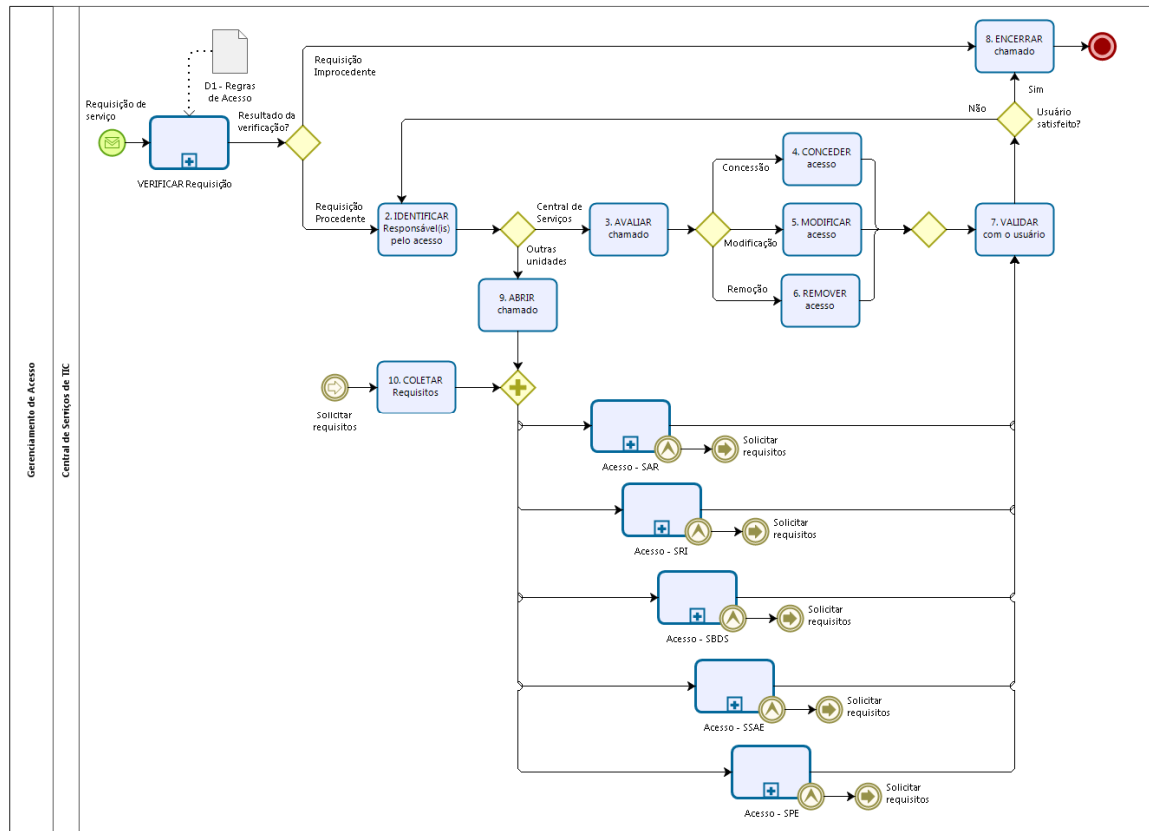 Gerenciamento de Acesso
Central de Serviços de TIC
Requisição de
serviço
D1 - Regras
de Acesso
VERIFICAR Requisição
Resultado da
verificação?
Requisição
Improcedente
Requisição
Procedente
8. ENCERRAR
chamado
Sim
Não
Usuário
satisfeito?
2. IDENTIFICAR
Responsável(is)
pelo acesso
Central de
Serviços
Outras
unidades
3. AVALIAR
chamado
Concessão
Modificação
Remoção
4. CONCEDER
acesso
5. MODIFICAR
acesso
6. REMOVER
acesso
7. VALIDAR
com o usuário
9. ABRIR
chamado
Solicitar
requisitos
10. COLETAR
Requisitos
Acesso - SAR
Solicitar
requisitos
Acesso - SRI
Solicitar
requisitos
Acesso - SBDS
Solicitar
requisitos
Acesso - SSAE
Solicitar
requisitos
Acesso - SPE
Solicitar
requisitos